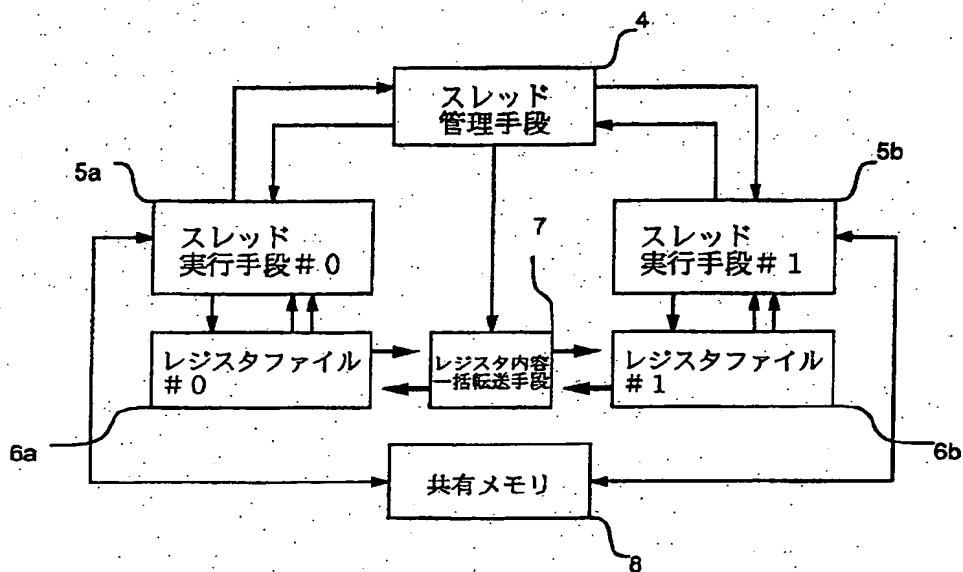 4
スレッド
管理手段
5a
5b
スレッド
実行手段#0
7
スレッド
実行手段#1
レジスタファイル
#0
レジスタ内容
一括転送手段
レジスタファイル
#1
6a
6b
共有メモリ
8